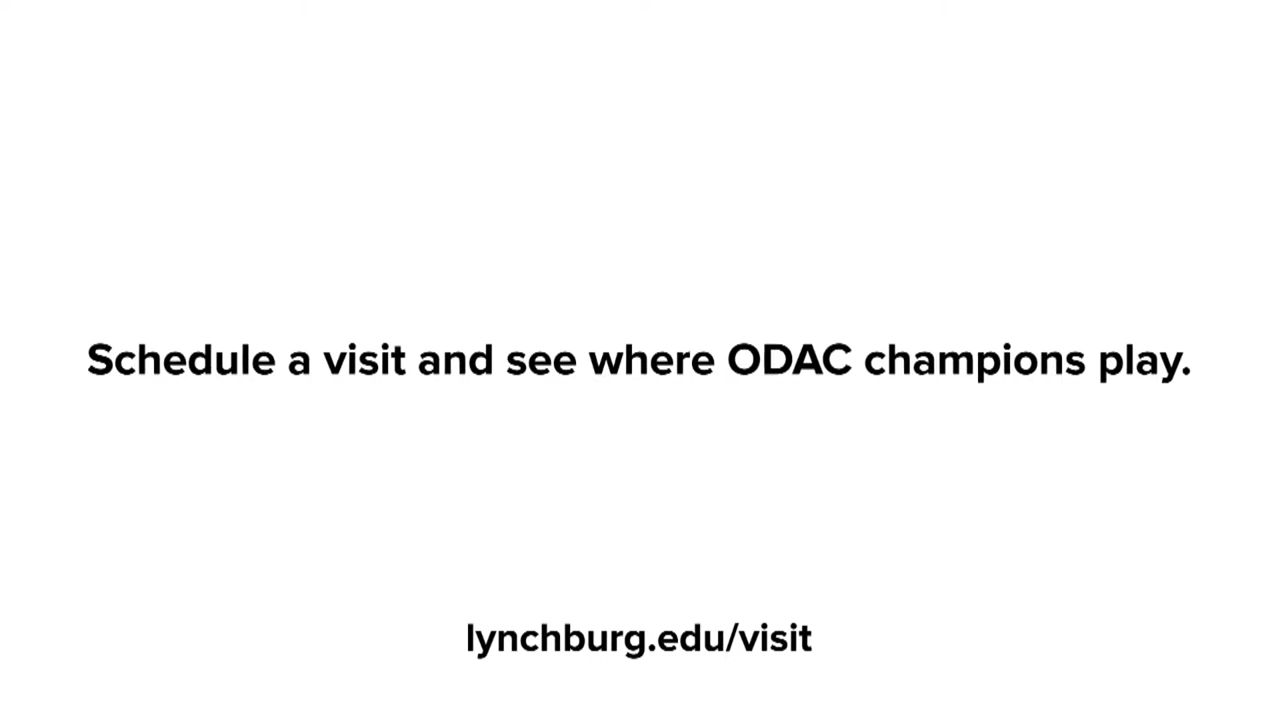 Schedule a visit and see where ODAC champions play.
lynchburg.edu/visit